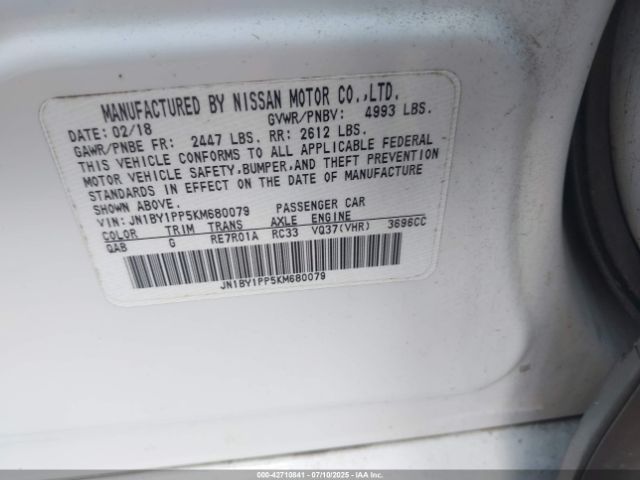 MANUFACTURED BY NISSAN MOTOR CO.,LTD.
DATE: 02/18 GVWR/PNBV: 4993 LBS.
GAWR/PNBE FR: 2447 LBS. RR: 2612 LBS.
THIS VEHICLE CONFORMS TO ALL APPLICABLE FEDERAL
MOTOR VEHICLE SAFETY,BUMPER,AND THEFT PREVENTION
STANDARDS IN EFFECT ON THE DATE OF MANUFACTURE
SHOWN ABOVE.
VIN: JN1BY1PP5KM680079 PASSENGER CAR
COLOR TRIM TRANS AXLE ENGINE
QAB G RE7R01A RC33 VQ37(VHR) 3696CC
JN1BY1PP5KM680079
000-42710841 07/10/2025 IAAI.COM